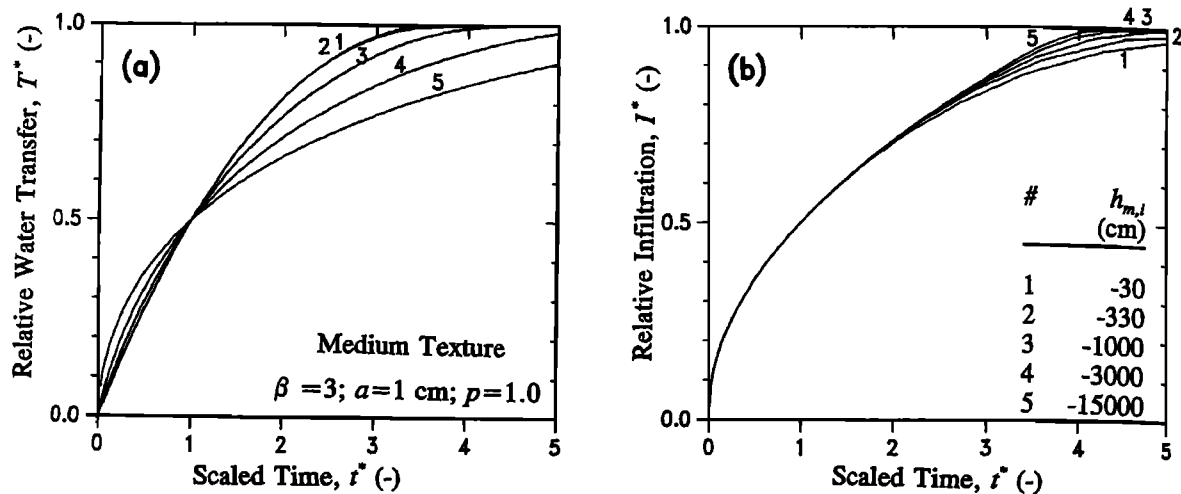 Relative Water Transfer, T* (-)
1.0
0.5
0.0
(a)
2 1
3
4
5
Medium Texture
β =3; a=1 cm; p=1.0
0 1 2 3 4 5
Scaled Time, t* (-)
Relative Infiltration, I* (-)
1.0
0.5
0.0
(b)
4 3
5
2
1
# h_{m,i}
(cm)
1 -30
2 -330
3 -1000
4 -3000
5 -15000
0 1 2 3 4 5
Scaled Time, t* (-)